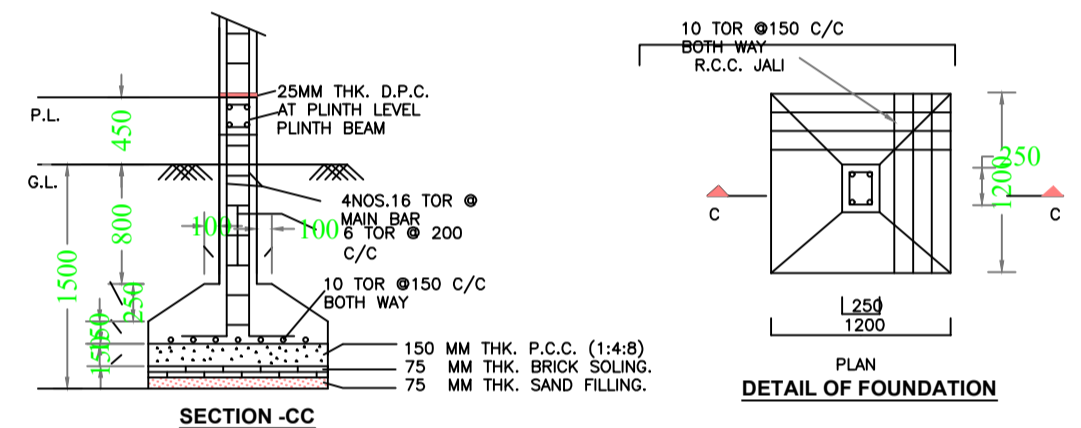 25MM THK. D.P.C.
AT PLINTH LEVEL
PLINTH BEAM
P.L.
450
G.L.
4NOS.16 TOR @
MAIN BAR
6 TOR @ 200
C/C
100
100
800
1500
250
10 TOR @150 C/C
BOTH WAY
150
150
150 MM THK. P.C.C. (1:4:8)
75 MM THK. BRICK SOLING.
75 MM THK. SAND FILLING.
SECTION -CC
10 TOR @150 C/C
BOTH WAY
R.C.C. JALI
250
1200
C
C
250
1200
PLAN
DETAIL OF FOUNDATION